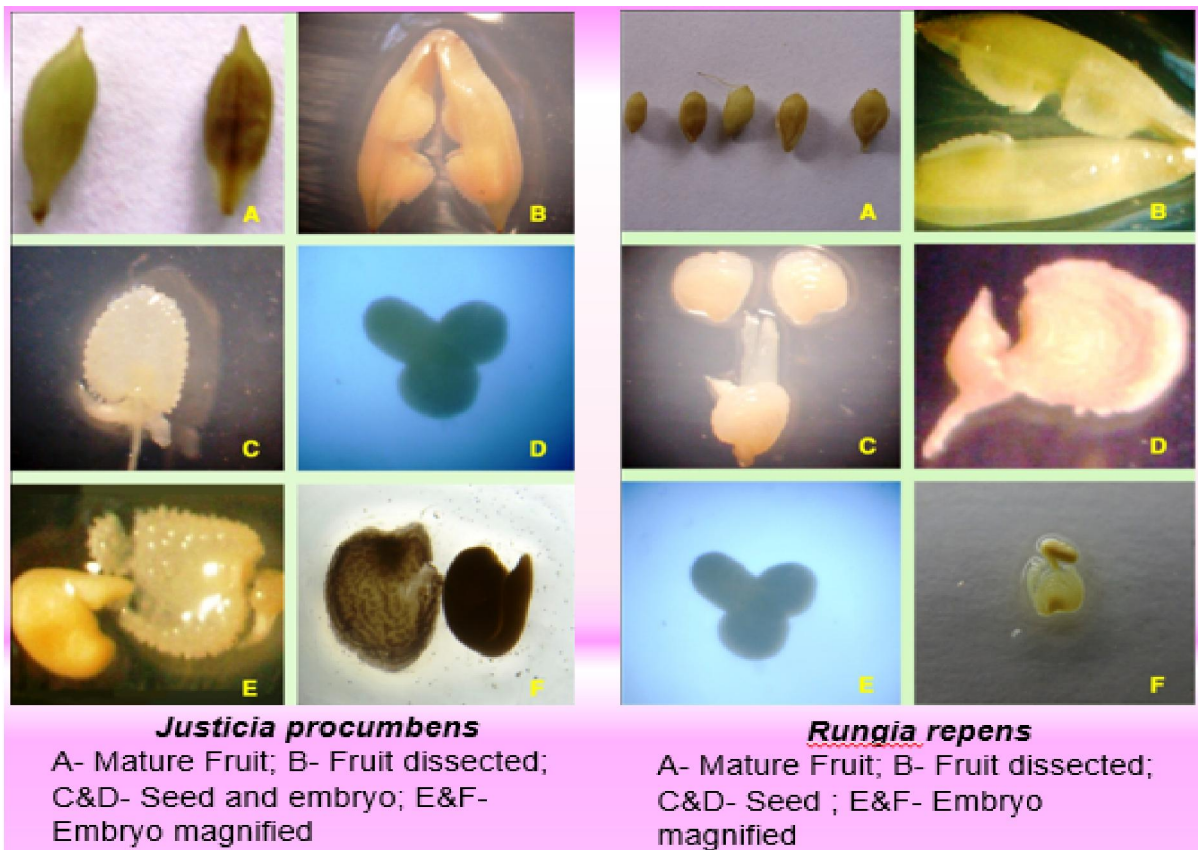 A
B
C
D
E
F
A
B
C
D
E
F
Justicia procumbens
A- Mature Fruit; B- Fruit dissected;
C&D- Seed and embryo; E&F-
Embryo magnified
Rungia repens
A- Mature Fruit; B- Fruit dissected;
C&D- Seed ; E&F- Embryo
magnified